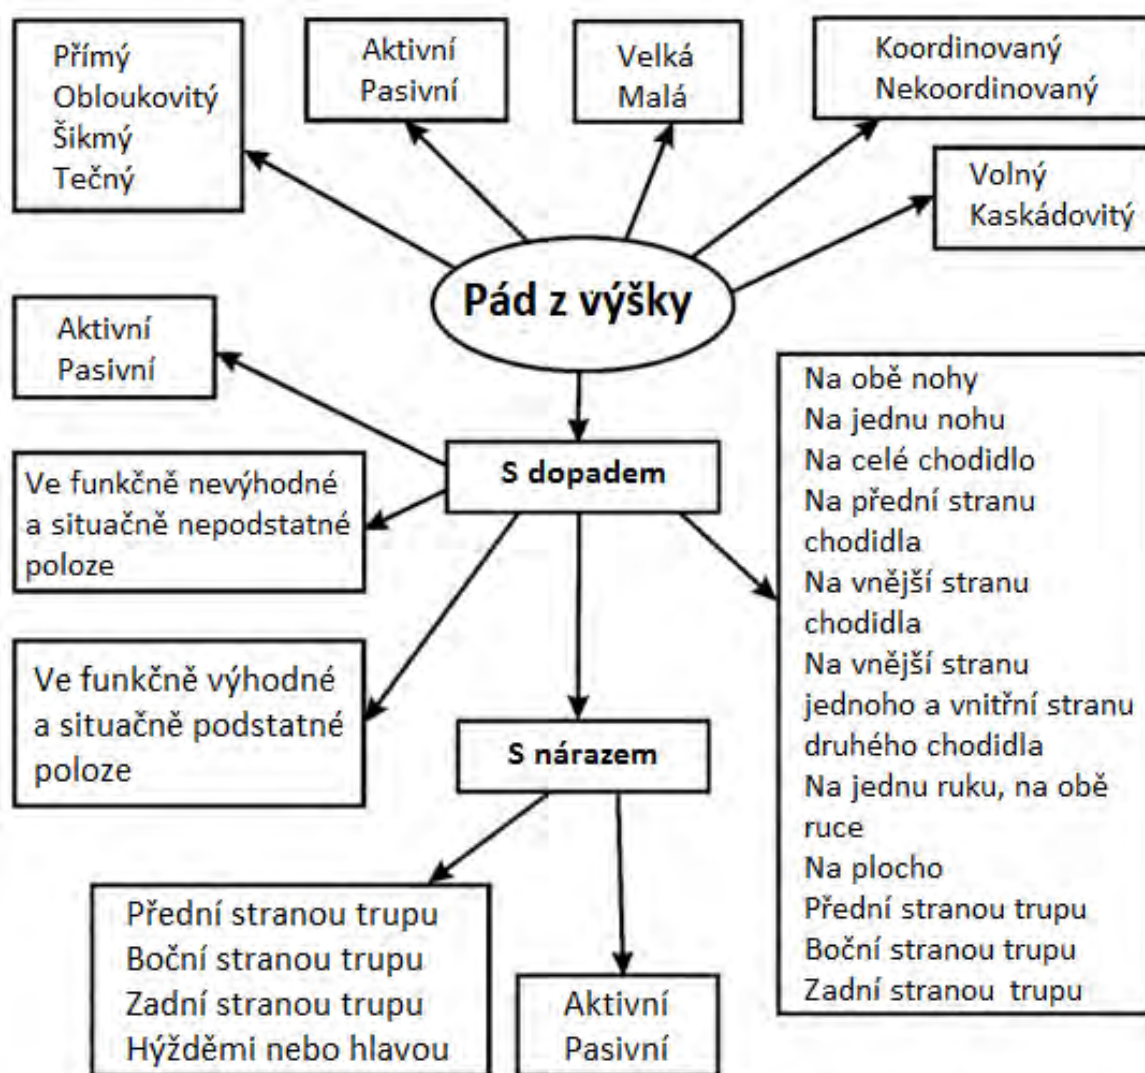 Přímý
Obloukovitý
Šikmý
Tečný
Aktivní
Pasivní
Velká
Malá
Koordinovaný
Nekoordinovaný
Volný
Kaskádovitý
Pád z výšky
Aktivní
Pasivní
S dopadem
Ve funkčně nevýhodné
a situačně nepodstatné
poloze
Ve funkčně výhodné
a situačně podstatné
poloze
Na obě nohy
Na jednu nohu
Na celé chodidlo
Na přední stranu
chodidla
Na vnější stranu
chodidla
Na vnější stranu
jednoho a vnitřní stranu
druhého chodidla
Na jednu ruku, na obě
ruce
Na plocho
Přední stranou trupu
Boční stranou trupu
Zadní stranou trupu
S nárazem
Přední stranou trupu
Boční stranou trupu
Zadní stranou trupu
Hýžděmi nebo hlavou
Aktivní
Pasivní